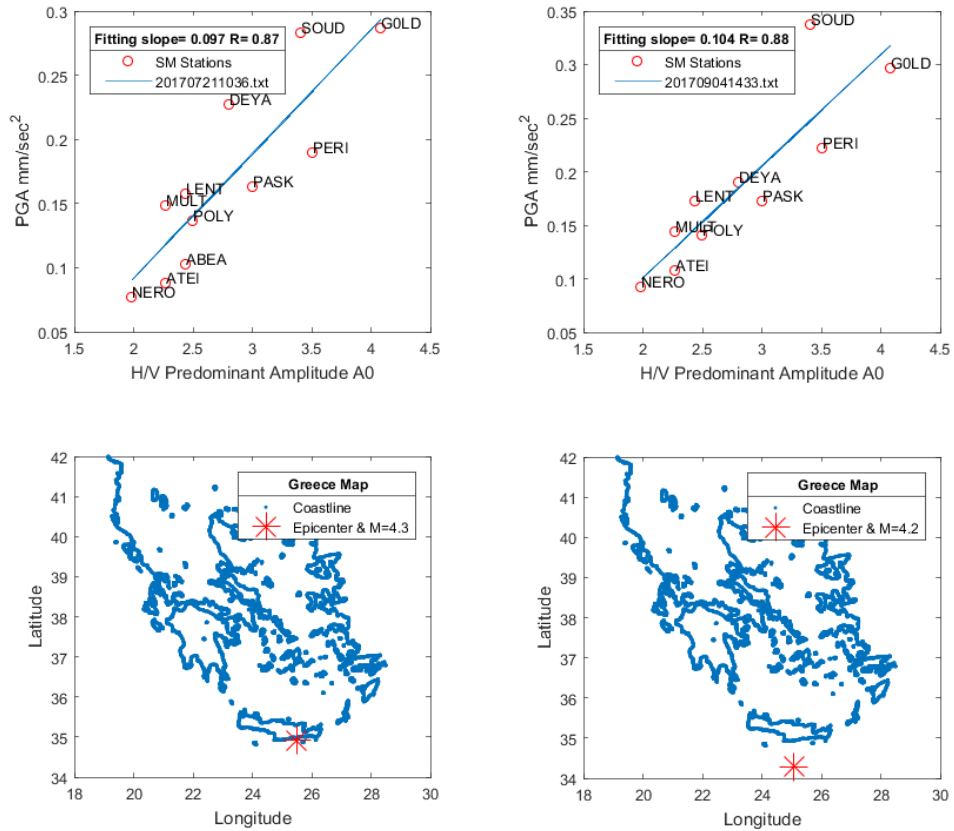 Fitting slope= 0.097 R= 0.87
SM Stations
201707211036.txt
0.3
0.25
0.2
0.15
0.1
0.05
PGA mm/sec²
SOUD
G0LD
DEYA
PERI
PASK
LENT
MULT
POLY
ABEA
ATEI
NERO
1.5
2
2.5
3
3.5
4
4.5
H/V Predominant Amplitude A0
Fitting slope= 0.104 R= 0.88
SM Stations
201709041433.txt
0.35
0.3
0.25
0.2
0.15
0.1
0.05
PGA mm/sec²
SOUD
G0LD
PERI
DEYA
PASK
LENT
MULT
POLY
ATEI
NERO
1.5
2
2.5
3
3.5
4
4.5
H/V Predominant Amplitude A0
Greece Map
Coastline
Epicenter & M=4.3
42
41
40
39
38
37
36
35
34
Latitude
18
20
22
24
26
28
30
Longitude
Greece Map
Coastline
Epicenter & M=4.2
42
41
40
39
38
37
36
35
34
Latitude
18
20
22
24
26
28
30
Longitude